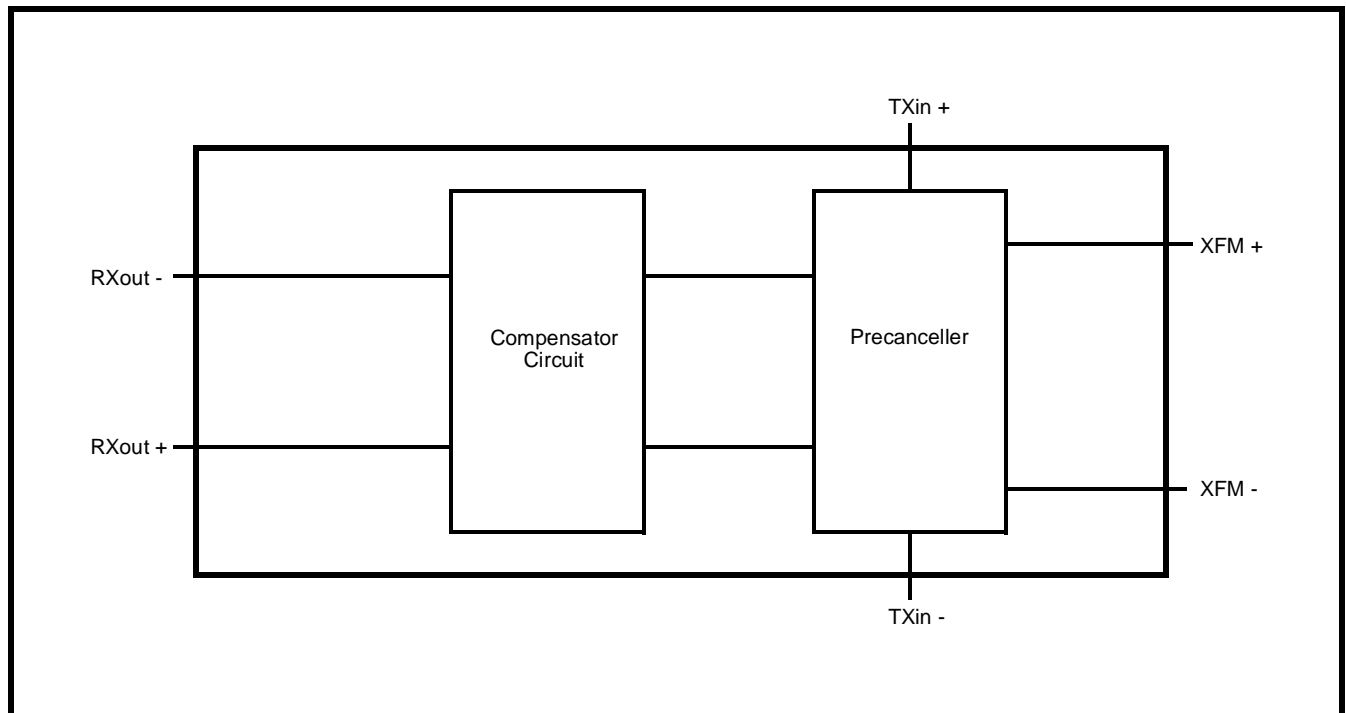 TXin +
XFM +
RXout -
Compensator
Circuit
Precanceller
RXout +
XFM -
TXin -